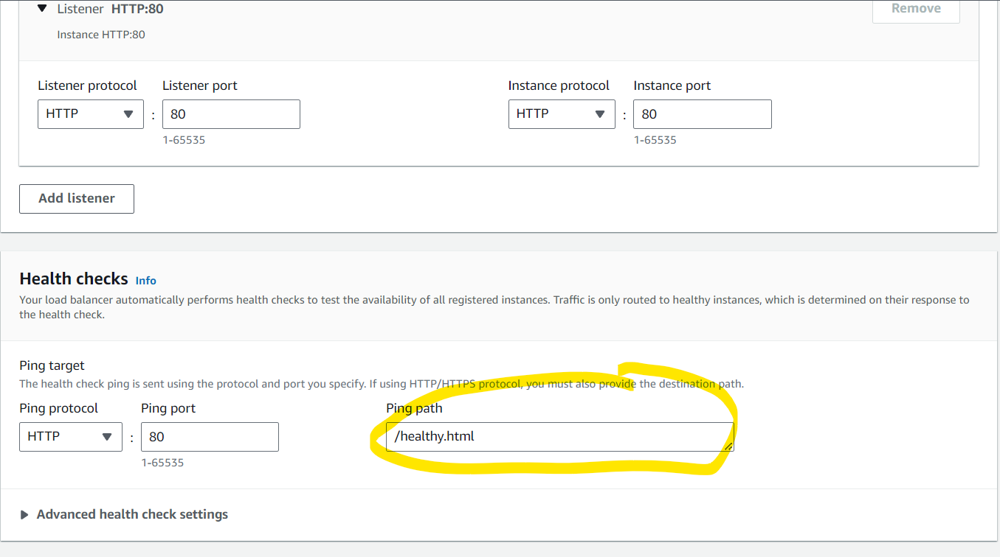 Listener HTTP:80
Remove
Instance HTTP:80
Listener protocol Listener port Instance protocol Instance port
HTTP : 80 HTTP : 80
1-65535 1-65535
Add listener
Health checks Info
Your load balancer automatically performs health checks to test the availability of all registered instances. Traffic is only routed to healthy instances, which is determined on their response to
the health check.
Ping target
The health check ping is sent using the protocol and port you specify. If using HTTP/HTTPS protocol, you must also provide the destination path.
Ping protocol Ping port Ping path
HTTP : 80 /healthy.html
1-65535
Advanced health check settings